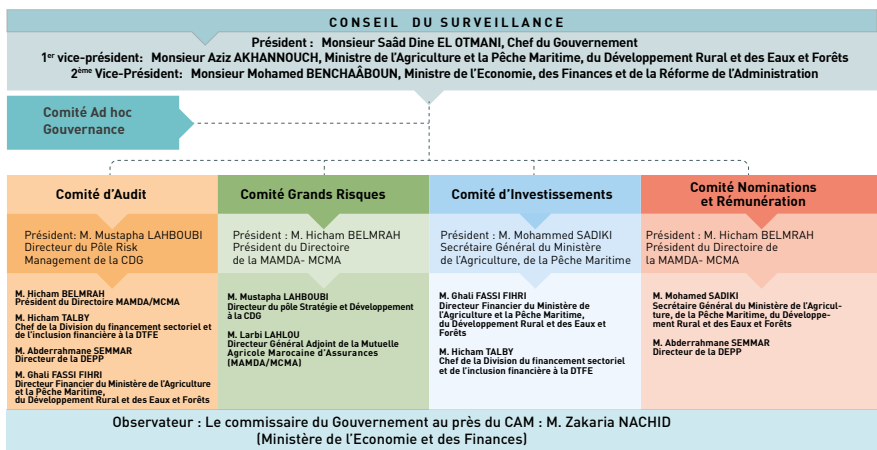 CONSEIL DU SURVEILLANCE
Président : Monsieur Saâd Dine EL OTMANI, Chef du Gouvernement
1er vice-président: Monsieur Aziz AKHANNOUCH, Ministre de l'Agriculture et la Pêche Maritime, du Développement Rural et des Eaux et Forêts
2ème Vice-Président: Monsieur Mohamed BENCHAÂBOUN, Ministre de l'Economie, des Finances et de la Réforme de l'Administration
Comité Ad hoc
Gouvernance
Comité d'Audit
Président: M. Mustapha LAHBOUBI
Directeur du Pôle Risk
Management de la CDG
M. Hicham BELMRAH
Président du Directoire MAMDA/MCMA
M. Hicham TALBY
Chef de la Division du financement sectoriel et
de l'inclusion financière à la DTFE
M. Abderrahmane SEMMAR
Directeur de la DEPP
M. Ghali FASSI FIHRI
Directeur Financier du Ministère de l'Agriculture
et la Pêche Maritime,
du Développement Rural et des Eaux et Forêts
Comité Grands Risques
Président : M. Hicham BELMRAH
Président du Directoire
de la MAMDA- MCMA
M. Mustapha LAHBOUBI
Directeur du pôle Stratégie et Développement
à la CDG
M. Larbi LAHLOU
Directeur Général Adjoint de la Mutuelle
Agricole Marocaine d'Assurances
(MAMDA/MCMA)
Comité d'Investissements
Président : M. Mohammed SADIKI
Secrétaire Général du Ministère
de l'Agriculture, de la Pêche Maritime
M. Ghali FASSI FIHRI
Directeur Financier du Ministère de
l'Agriculture et la Pêche Maritime,
du Développement Rural et des Eaux et
Forêts
M. Hicham TALBY
Chef de la Division du financement sectoriel
et de l'inclusion financière à la DTFE
Comité Nominations
et Rémunération
Président : M. Hicham BELMRAH
Président du Directoire de
la MAMDA- MCMA
M. Mohamed SADIKI
Secrétaire Général du Ministère de l'Agricul-
ture, de la Pêche Maritime, du Développe-
ment Rural et des Eaux et Forêts
M. Abderrahmane SEMMAR
Directeur de la DEPP
Observateur : Le commissaire du Gouvernement au près du CAM : M. Zakaria NACHID
(Ministère de l'Economie et des Finances)